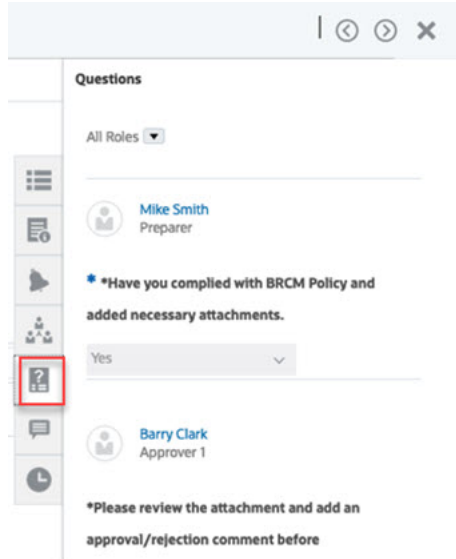 Questions
All Roles
Mike Smith
Preparer
* *Have you complied with BRCM Policy and
added necessary attachments.
Yes
Barry Clark
Approver 1
*Please review the attachment and add an
approval/rejection comment before